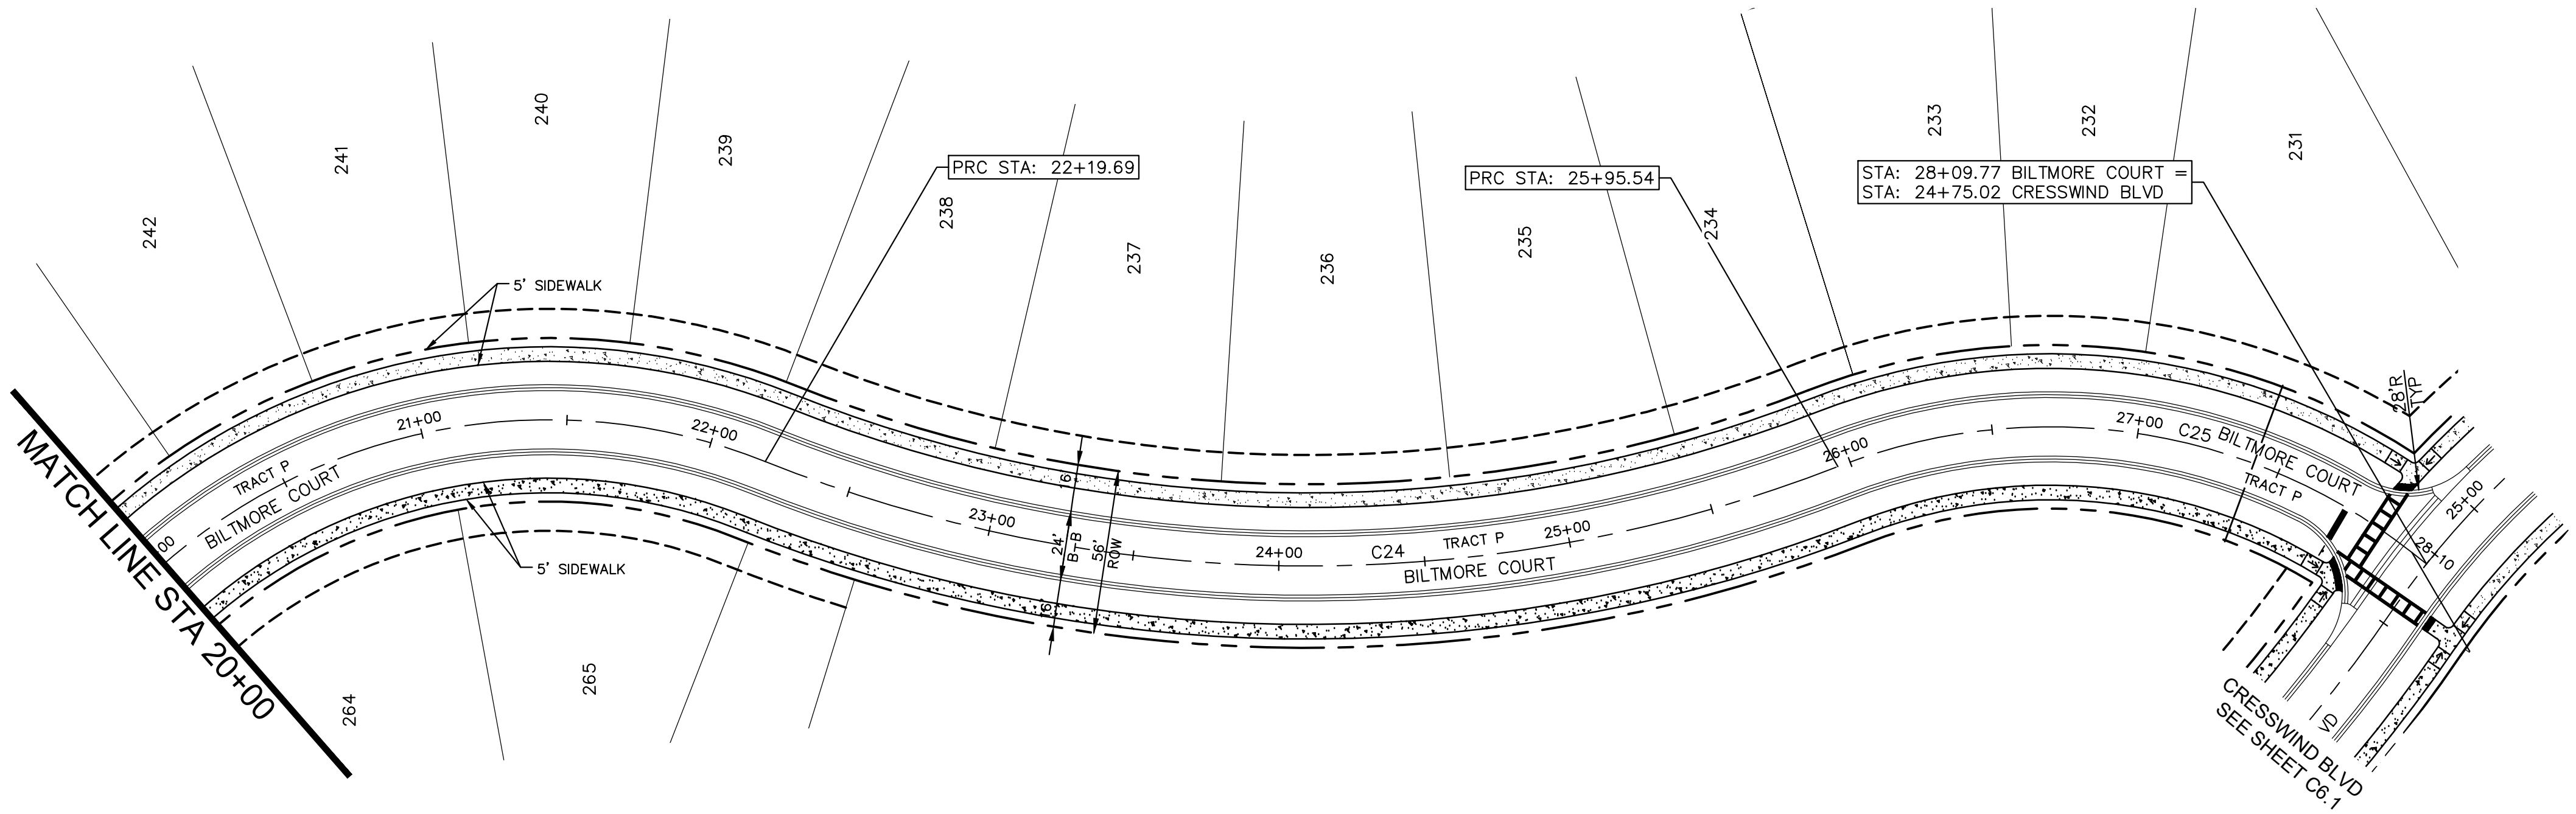 242
241
240
239
238
237
236
235
234
233
232
231
PRC STA: 22+19.69
PRC STA: 25+95.54
STA: 28+09.77 BILTMORE COURT =
STA: 24+75.02 CRESSWIND BLVD
5' SIDEWALK
28'R
TYP
21+00
22+00
23+00
24+00
25+00
26+00
27+00
28+10
25+00
00
TRACT P
BILTMORE COURT
16'
24'
B-B
56'
ROW
16'
C24
TRACT P
BILTMORE COURT
C25
BILTMORE COURT
TRACT P
5' SIDEWALK
MATCH LINE STA 20+00
264
265
VD
CRESSWIND BLVD
SEE SHEET C6.1